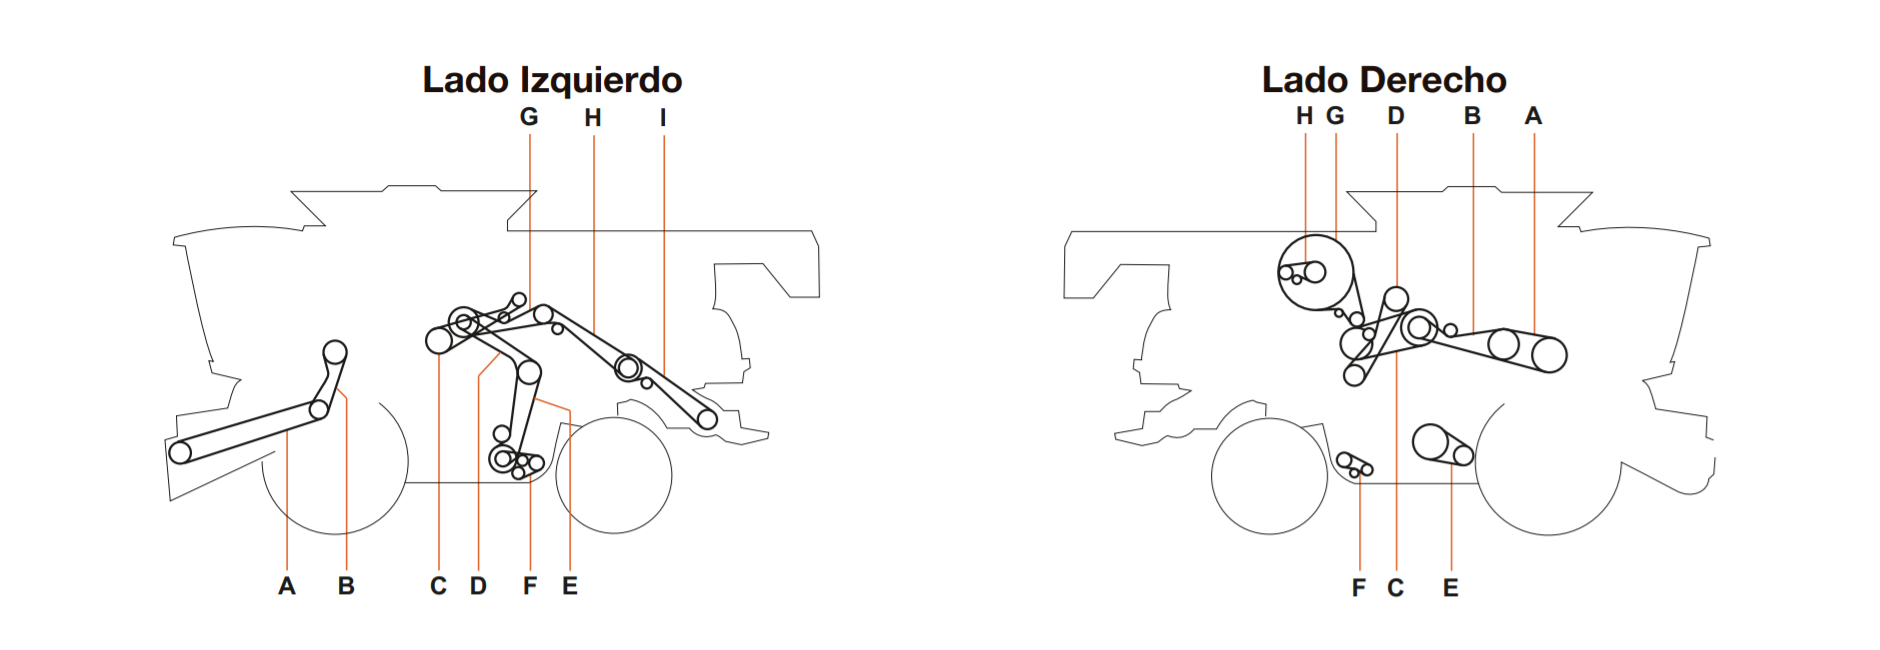 Lado Izquierdo
G H I
A B C D F E
Lado Derecho
H G D B A
F C E